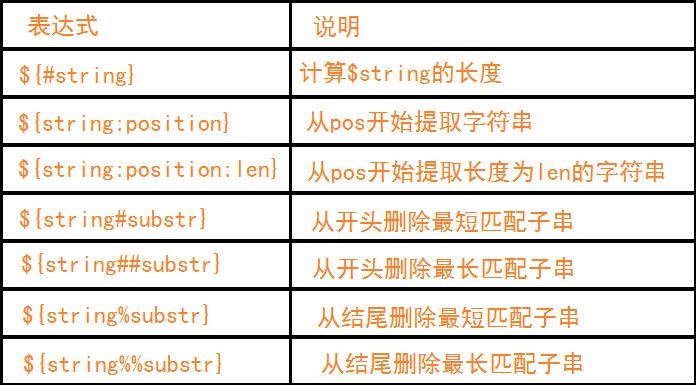 表达式 说明
${#string} 计算$string的长度
${string:position} 从pos开始提取字符串
${string:position:len} 从pos开始提取长度为len的字符串
${string#substr} 从开头删除最短匹配子串
${string##substr} 从开头删除最长匹配子串
${string%substr} 从结尾删除最短匹配子串
${string%%substr} 从结尾删除最长匹配子串